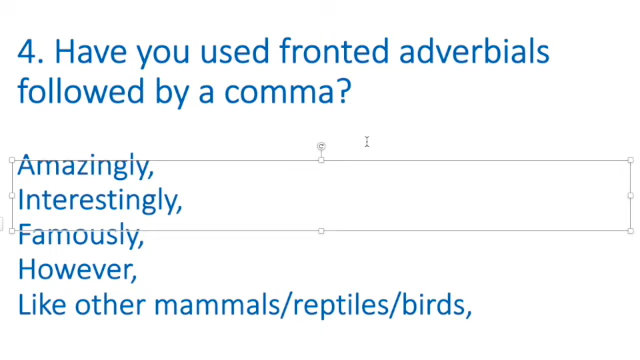 4. Have you used fronted adverbials
followed by a comma?
Amazingly,
Interestingly,
Famously,
However,
Like other mammals/reptiles/birds,